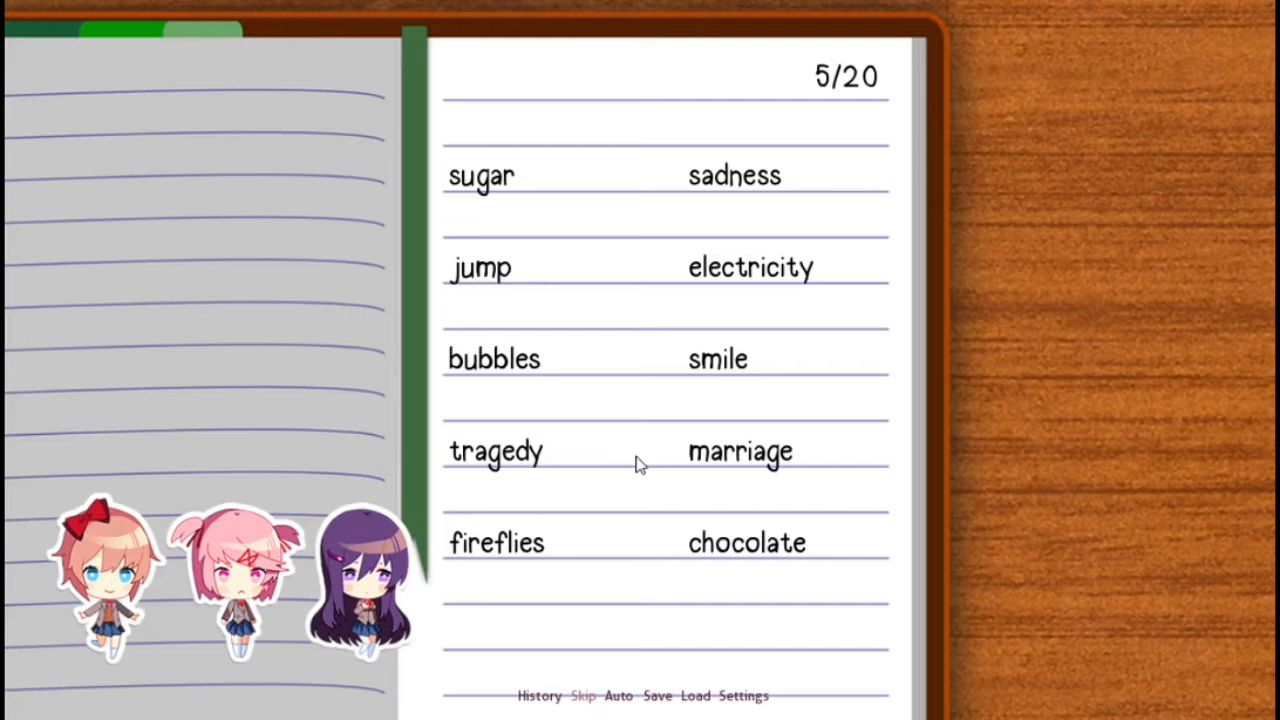 5/20
sugar sadness
jump electricity
bubbles smile
tragedy marriage
fireflies chocolate
History Skip Auto Save Load Settings